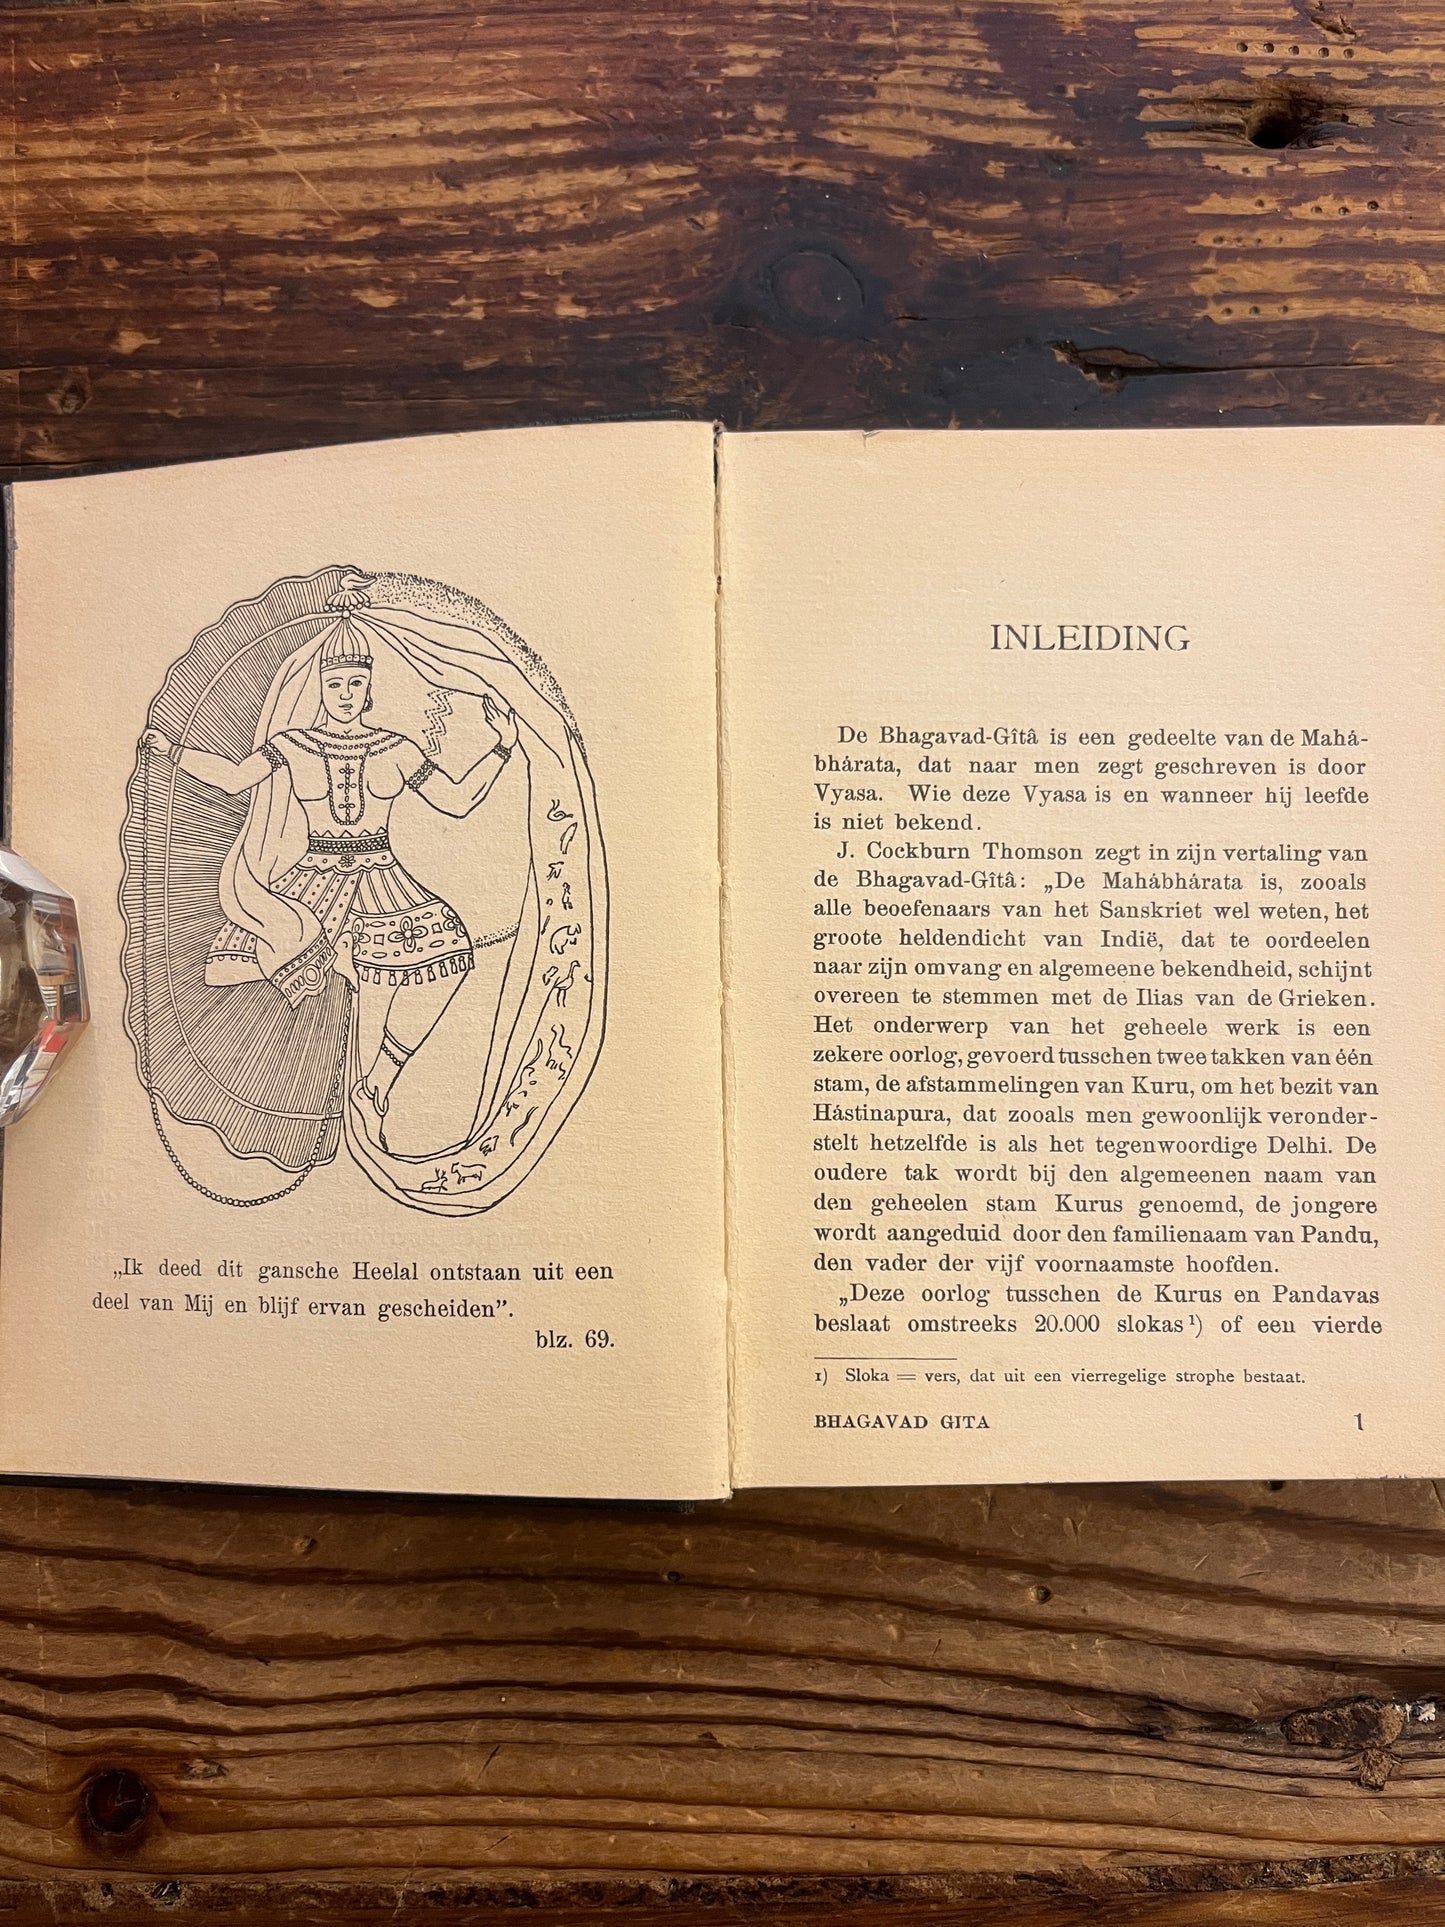 „Ik deed dit gansche Heelal ontstaan uit een
deel van Mij en blijf ervan gescheiden”.
blz. 69.
INLEIDING
De Bhagavad-Gîtâ is een gedeelte van de Mahá-
bhárata, dat naar men zegt geschreven is door
Vyasa. Wie deze Vyasa is en wanneer hij leefde
is niet bekend.
J. Cockburn Thomson zegt in zijn vertaling van
de Bhagavad-Gîtâ: „De Mahábhárata is, zooals
alle beoefenaars van het Sanskriet wel weten, het
groote heldendicht van Indië, dat te oordeelen
naar zijn omvang en algemeene bekendheid, schijnt
overeen te stemmen met de Ilias van de Grieken.
Het onderwerp van het geheele werk is een
zekere oorlog, gevoerd tusschen twee takken van één
stam, de afstammelingen van Kuru, om het bezit van
Hástinapura, dat zooals men gewoonlijk veronder-
stelt hetzelfde is als het tegenwoordige Delhi. De
oudere tak wordt bij den algemeenen naam van
den geheelen stam Kurus genoemd, de jongere
wordt aangeduid door den familienaam van Pandu,
den vader der vijf voornaamste hoofden.
„Deze oorlog tusschen de Kurus en Pandavas
beslaat omstreeks 20.000 slokas ¹) of een vierde
1) Sloka = vers, dat uit een vierregelige strophe bestaat.
BHAGAVAD GITA 1